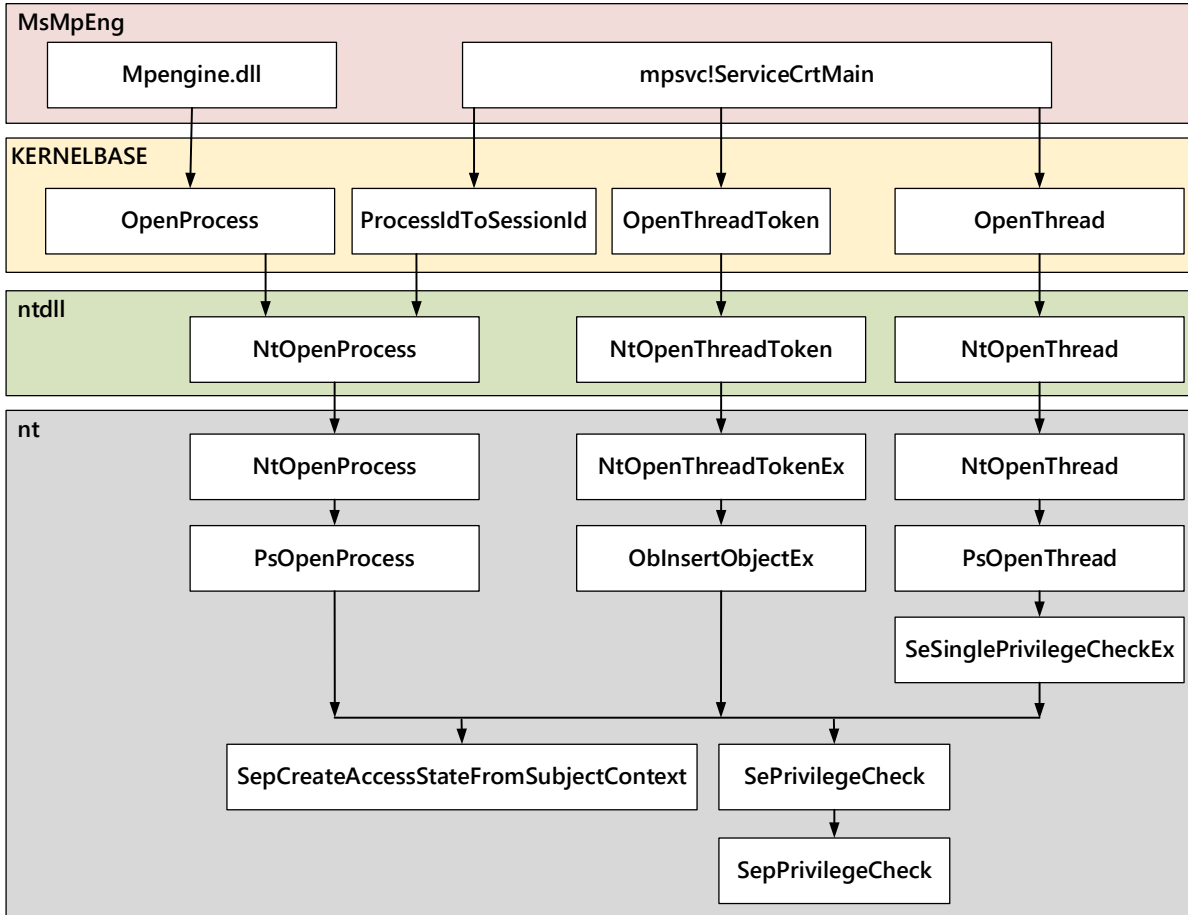 MsMpEng
Mpengine.dll
mpsvc!ServiceCrtMain
KERNELBASE
OpenProcess
ProcessIdToSessionId
OpenThreadToken
OpenThread
ntdll
NtOpenProcess
NtOpenThreadToken
NtOpenThread
nt
NtOpenProcess
NtOpenThreadTokenEx
NtOpenThread
PsOpenProcess
ObInsertObjectEx
PsOpenThread
SeSinglePrivilegeCheckEx
SepCreateAccessStateFromSubjectContext
SePrivilegeCheck
SepPrivilegeCheck